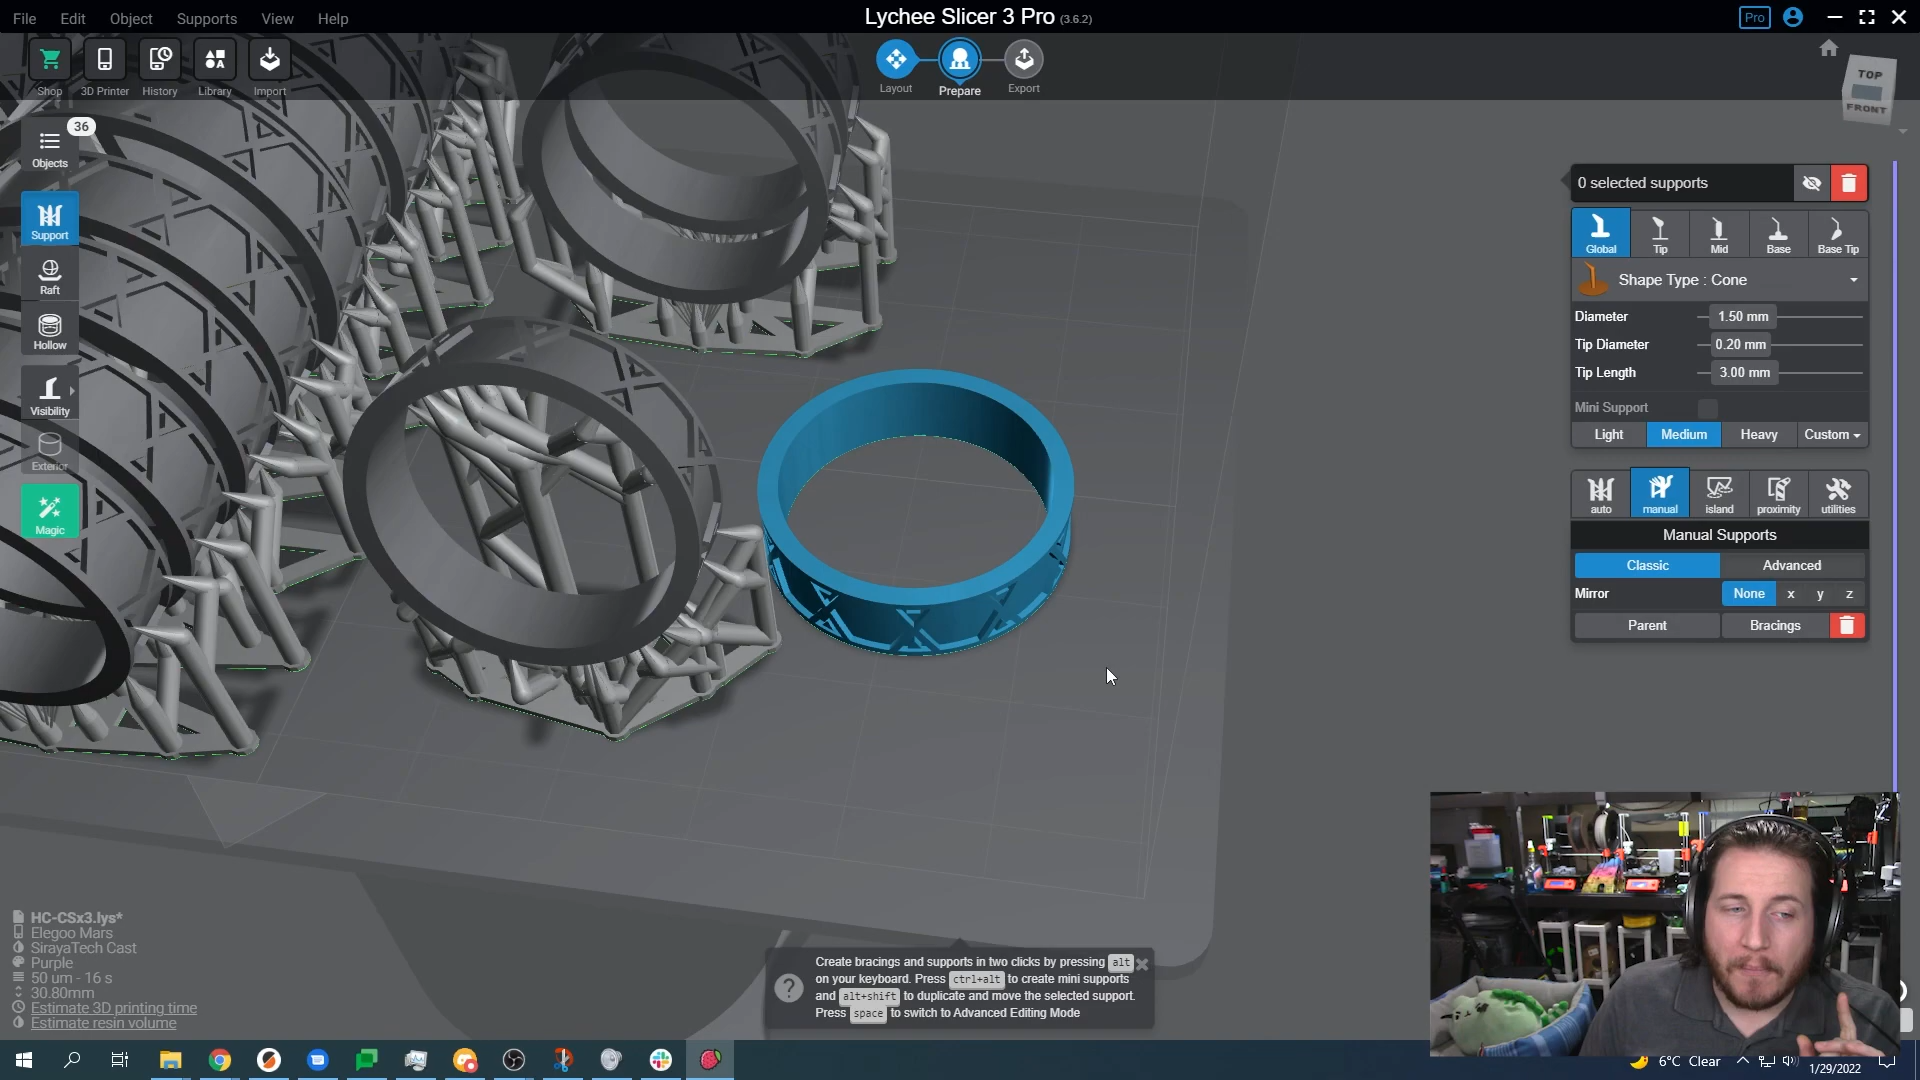 File Edit Object Supports View Help
Lychee Slicer 3 Pro (3.6.2)
Pro
Shop 3D Printer History Library Import
Layout Prepare Export
TOP
FRONT
36
Objects
Support
Raft
Hollow
Visibility
Exterior
Magic
0 selected supports
Global Tip Mid Base Base Tip
Shape Type : Cone
Diameter 1.50 mm
Tip Diameter 0.20 mm
Tip Length 3.00 mm
Mini Support
Light Medium Heavy Custom
auto manual island proximity utilities
Manual Supports
Classic Advanced
Mirror None x y z
Parent Bracings
HC-CSx3.lys*
Elegoo Mars
SirayaTech Cast
Purple
50 um - 16 s
30.80mm
Estimate 3D printing time
Estimate resin volume
Create bracings and supports in two clicks by pressing alt
on your keyboard. Press ctrl+alt to create mini supports
and alt+shift to duplicate and move the selected support.
Press space to switch to Advanced Editing Mode
6°C Clear
1/29/2022